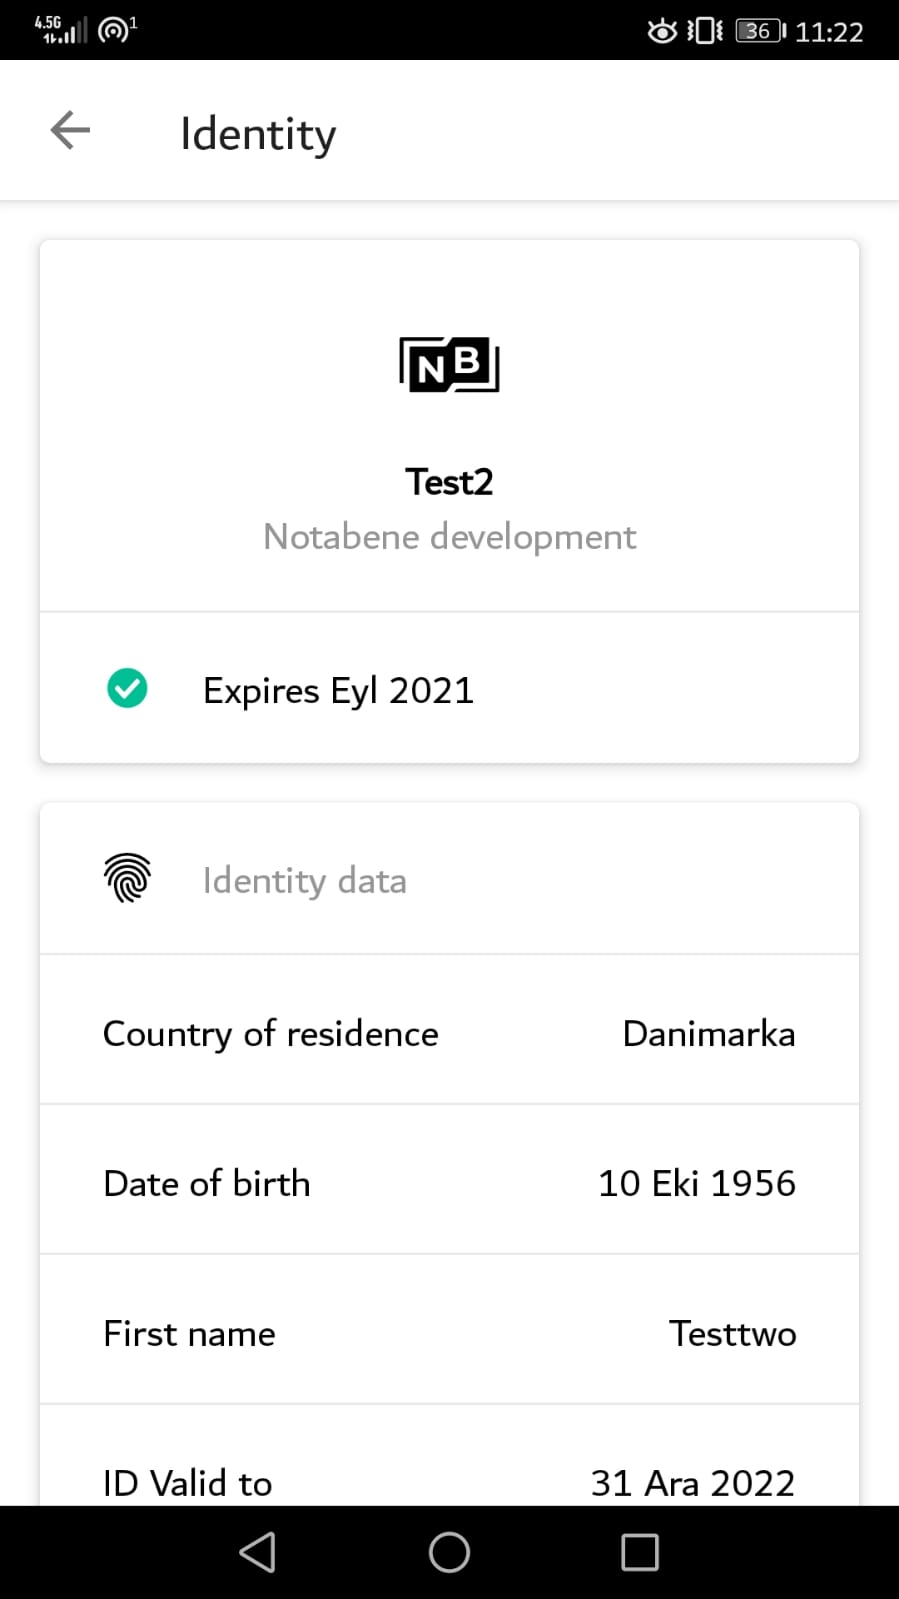 4.5G 1 36 11:22
Identity
NB
Test2
Notabene development
Expires Eyl 2021
Identity data
Country of residence Danimarka
Date of birth 10 Eki 1956
First name Testtwo
ID Valid to 31 Ara 2022